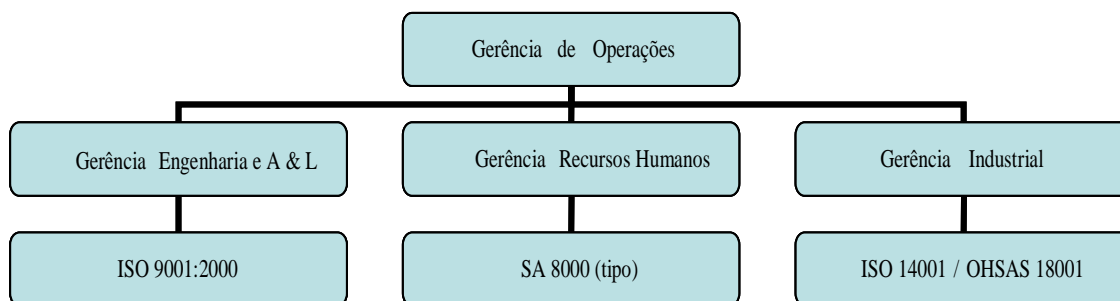 Gerência de Operações
Gerência Engenharia e A & L
Gerência Recursos Humanos
Gerência Industrial
ISO 9001:2000
SA 8000 (tipo)
ISO 14001 / OHSAS 18001